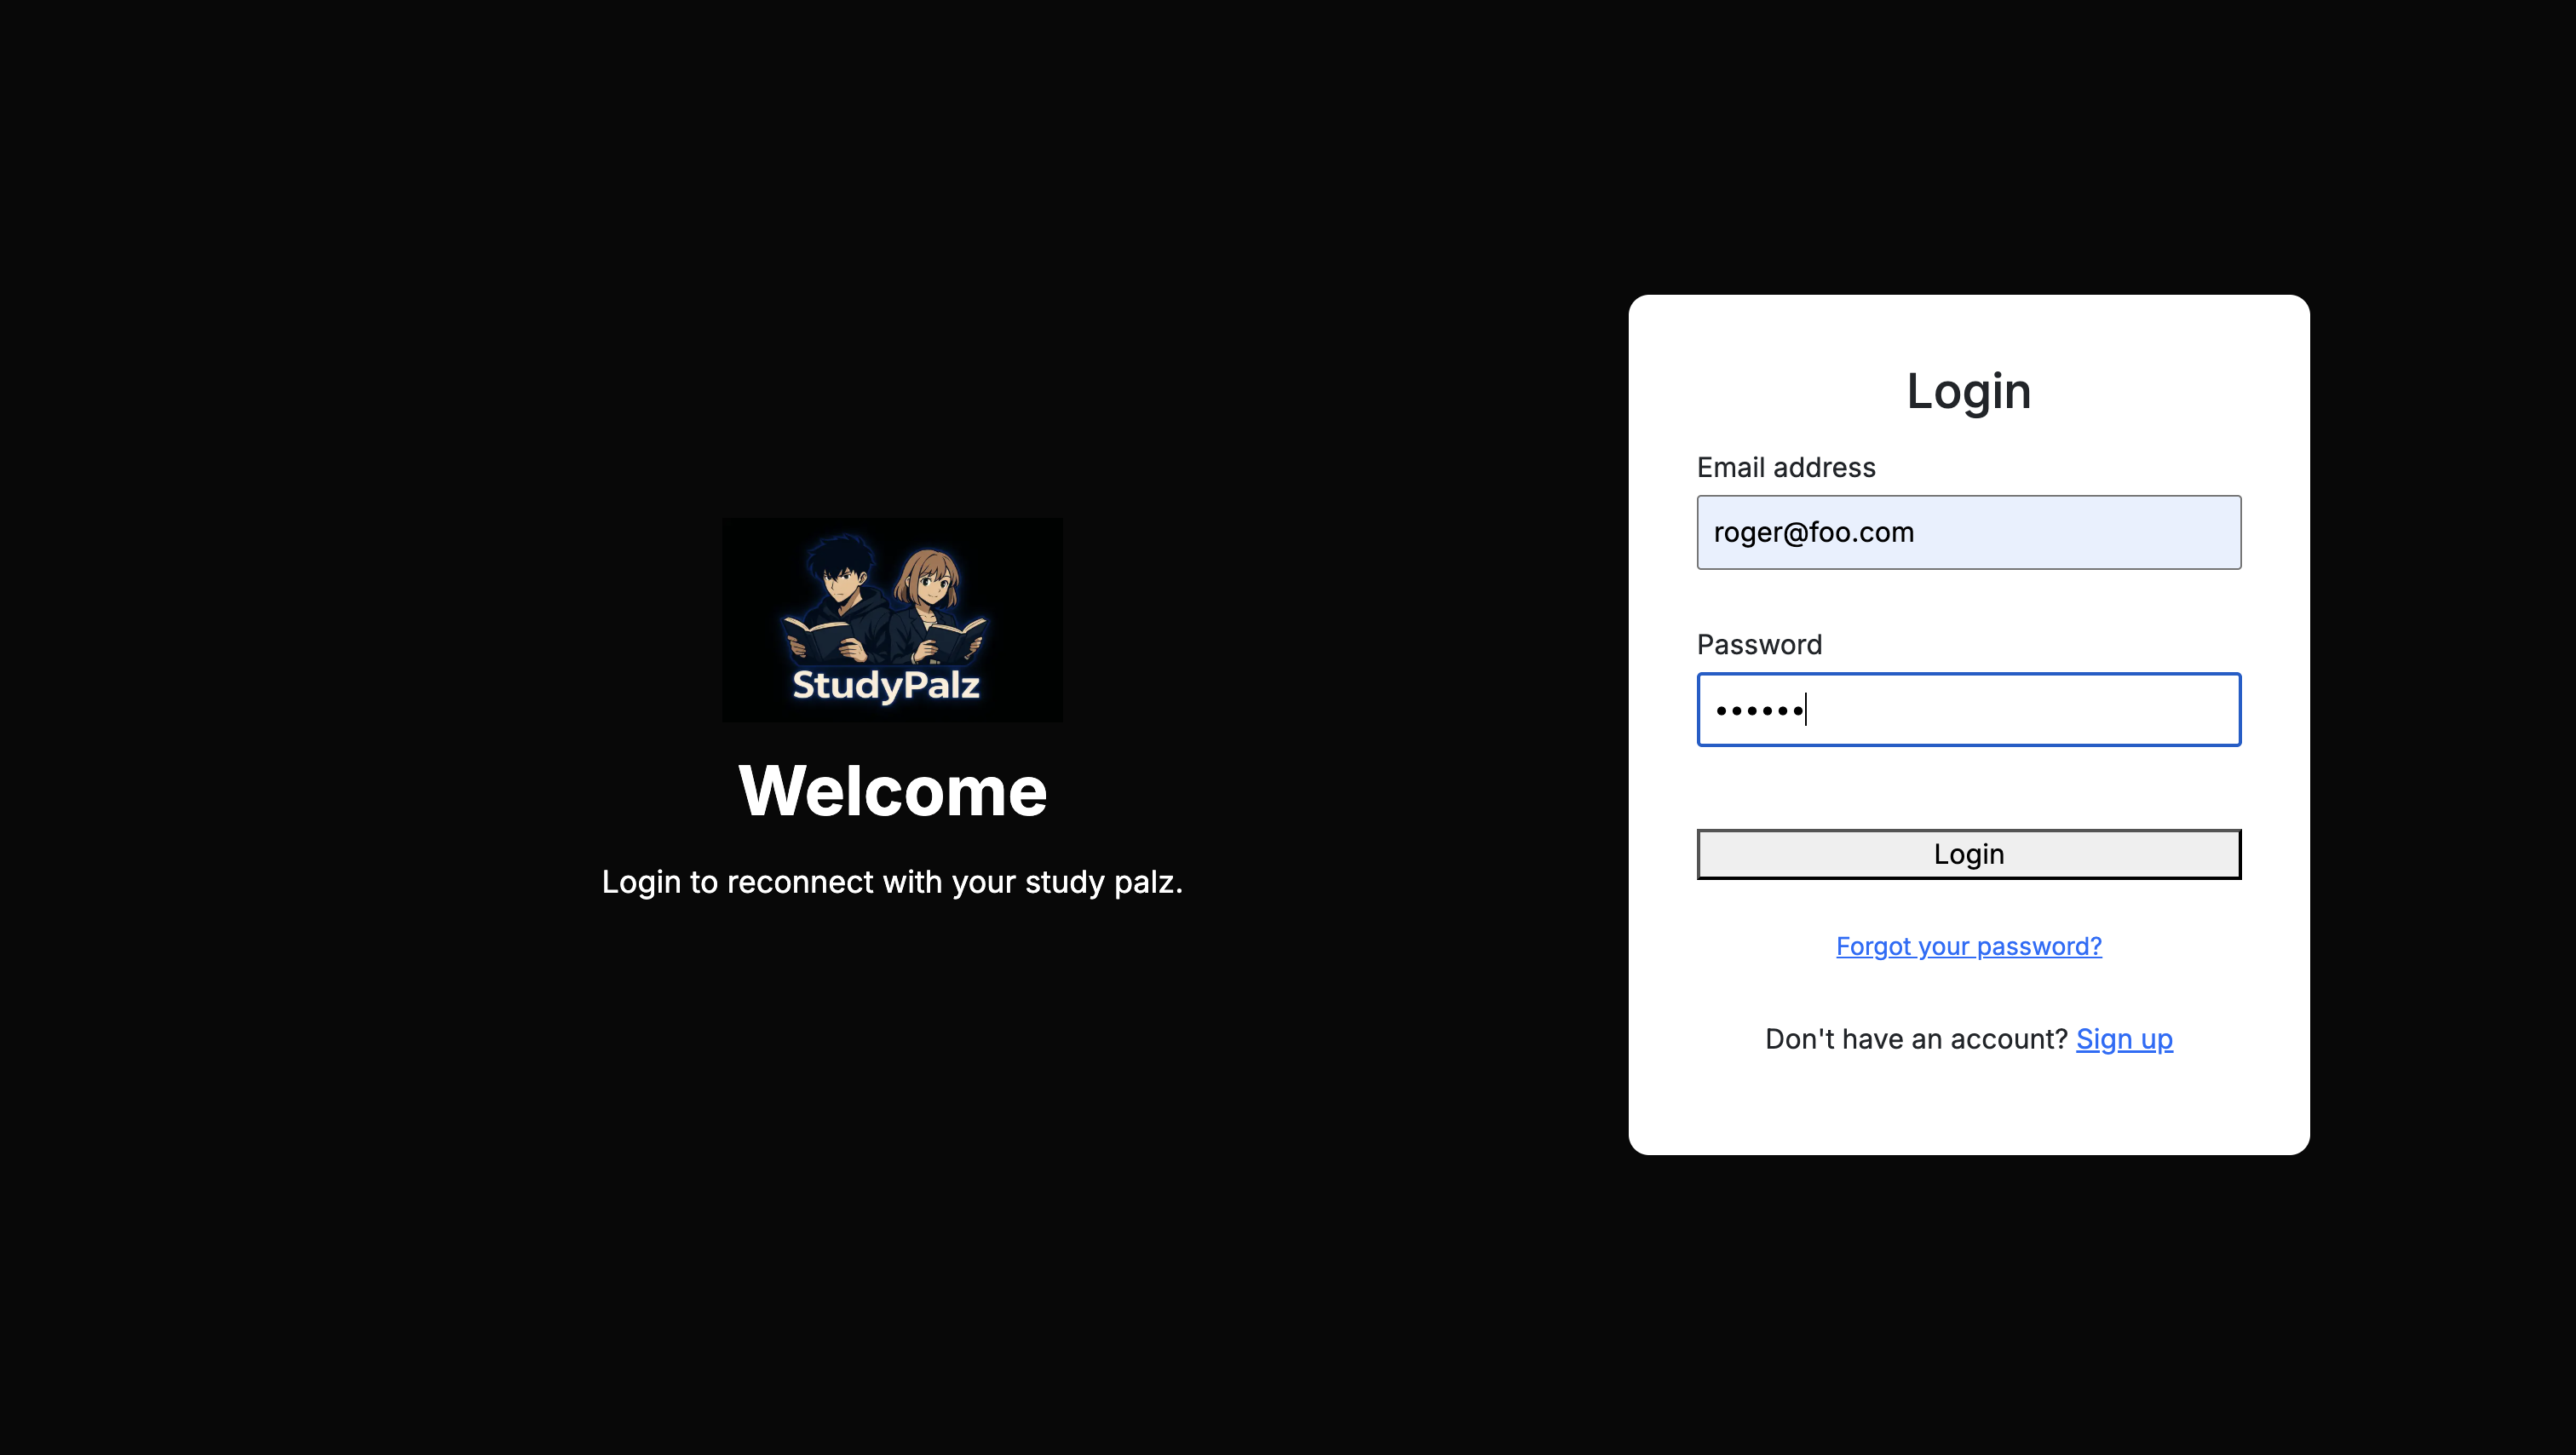 StudyPalz
Welcome
Login to reconnect with your study palz.
Login
Email address
roger@foo.com
Password
••••••
Login
Forgot your password?
Don't have an account? Sign up